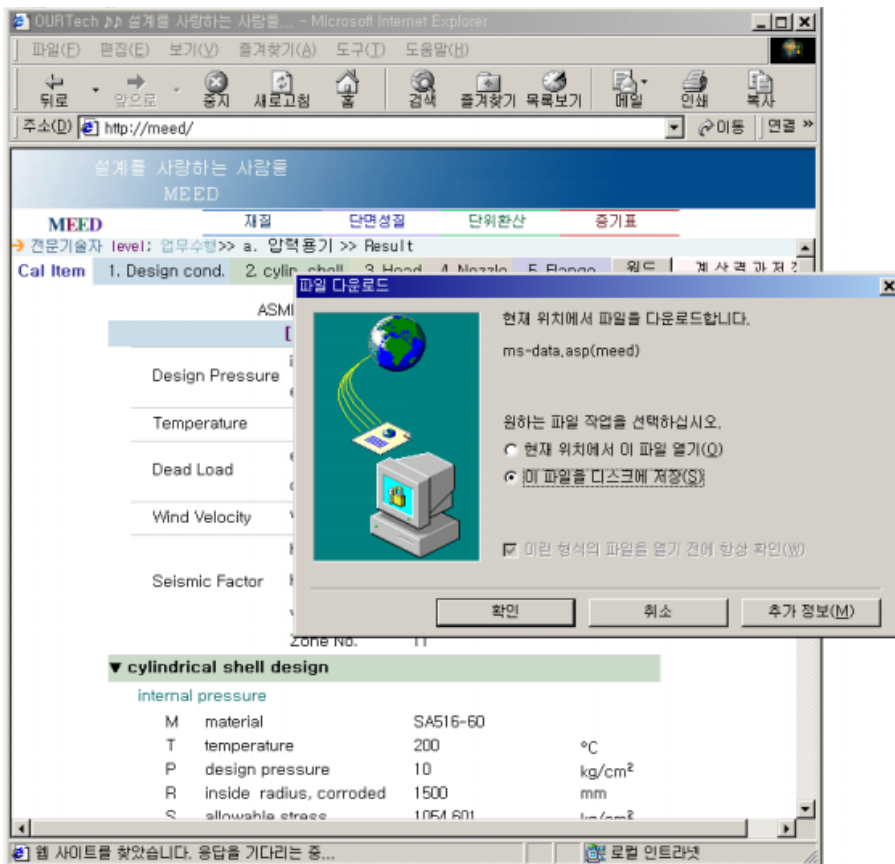 OURTech ♪♪ 설계를 사랑하는 사람들... - Microsoft Internet Explorer
파일(F) 편집(E) 보기(V) 즐겨찾기(A) 도구(T) 도움말(H)
뒤로 앞으로 중지 새로고침 홈 검색 즐겨찾기 목록보기 메일 인쇄 복사
주소(D) http://meed/ 이동 연결 »
설계를 사랑하는 사람들
MEED
MEED 재질 단면성질 단위환산 증기표
전문기술자 level: 업무수행>> a. 압력용기 >> Result
Cal Item 1. Design cond. 2. cylin. shell 3. Head 4. Nozzle 5. Flange 워드 계산결과저
파일 다운로드
현재 위치에서 파일을 다운로드합니다.
ms-data.asp(meed)
원하는 파일 작업을 선택하십시오.
현재 위치에서 이 파일 열기(O)
이 파일을 디스크에 저장(S)
이런 형식의 파일을 열기 전에 항상 확인(W)
확인 취소 추가 정보(M)
ASM
[
Design Pressure
Temperature
Dead Load
Wind Velocity
Seismic Factor
Zone No. 11
▼ cylindrical shell design
internal pressure
M material SA516-60
T temperature 200 °C
P design pressure 10 kg/cm²
R inside radius, corroded 1500 mm
S allowable stress 1054.601 kg/cm²
웹 사이트를 찾았습니다. 응답을 기다리는 중... 로컬 인트라넷